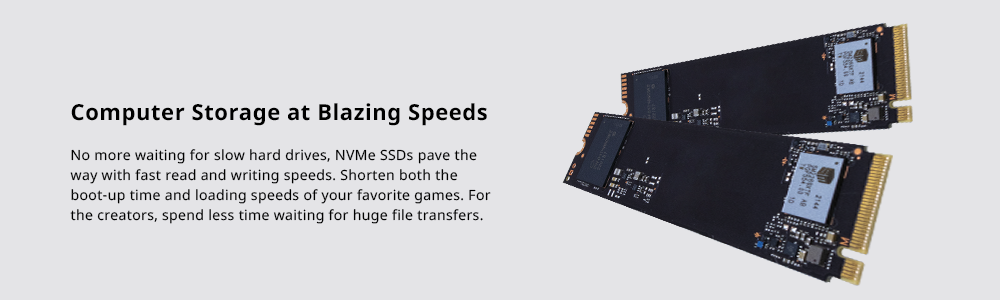 Computer Storage at Blazing Speeds
No more waiting for slow hard drives, NVMe SSDs pave the
way with fast read and writing speeds. Shorten both the
boot-up time and loading speeds of your favorite games. For
the creators, spend less time waiting for huge file transfers.
2144
2144
M